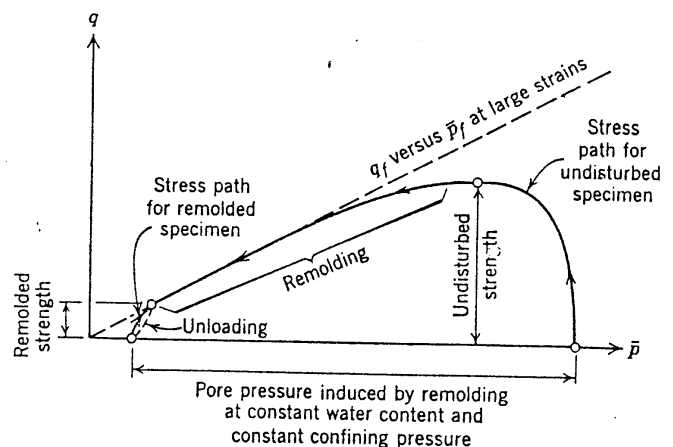 q
q_f versus p̄_f at large strains
Stress
path for
undisturbed
specimen
Stress path
for remolded
specimen
Remolding
Undisturbed
strength
Remolded
strength
Unloading
p̄
Pore pressure induced by remolding
at constant water content and
constant confining pressure